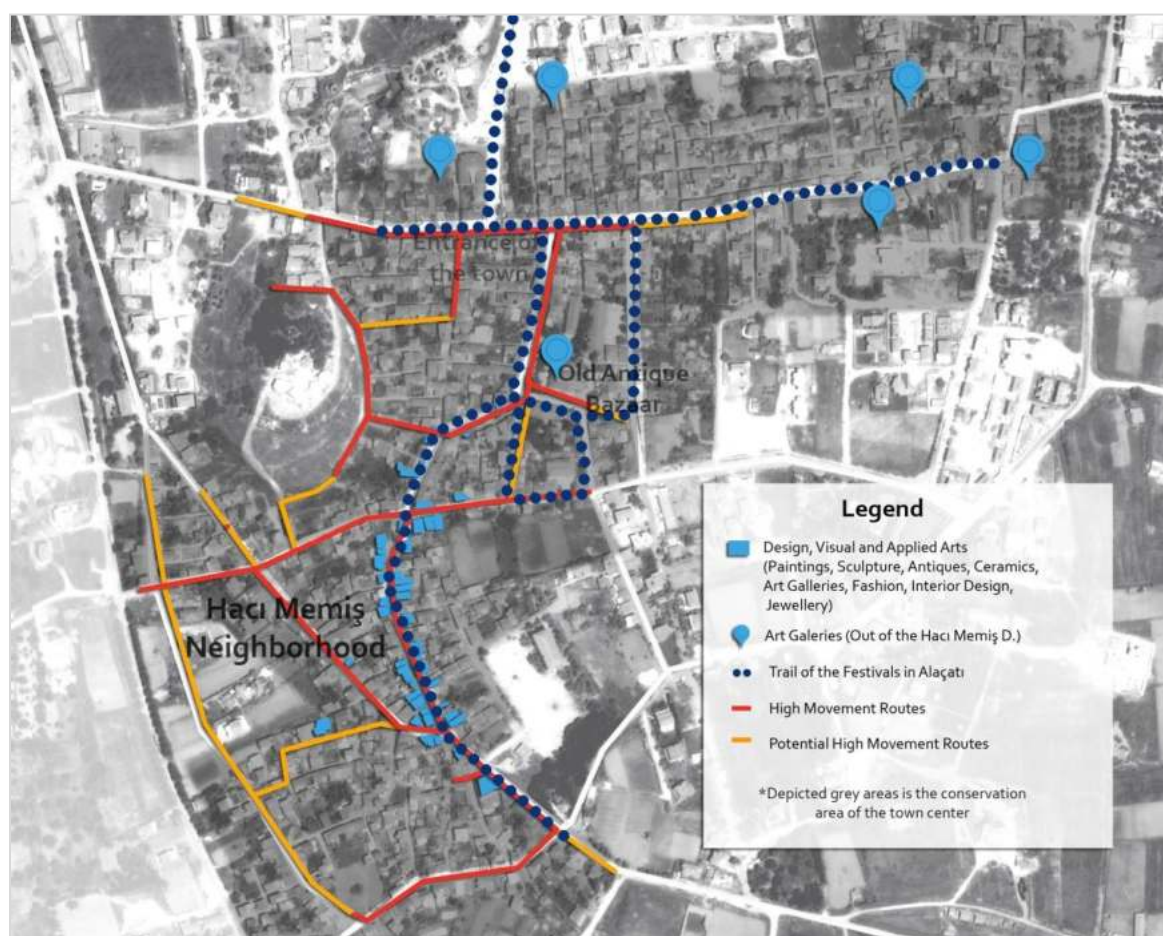 Entrance of
the town
Old Antique
Bazaar
Hacı Memiş
Neighborhood
Legend
Design, Visual and Applied Arts
(Paintings, Sculpture, Antiques, Ceramics,
Art Galleries, Fashion, Interior Design,
Jewellery)
Art Galeries (Out of the Hacı Memiş D.)
Trail of the Festivals in Alaçatı
High Movement Routes
Potential High Movement Routes
*Depicted grey areas is the conservation
area of the town center